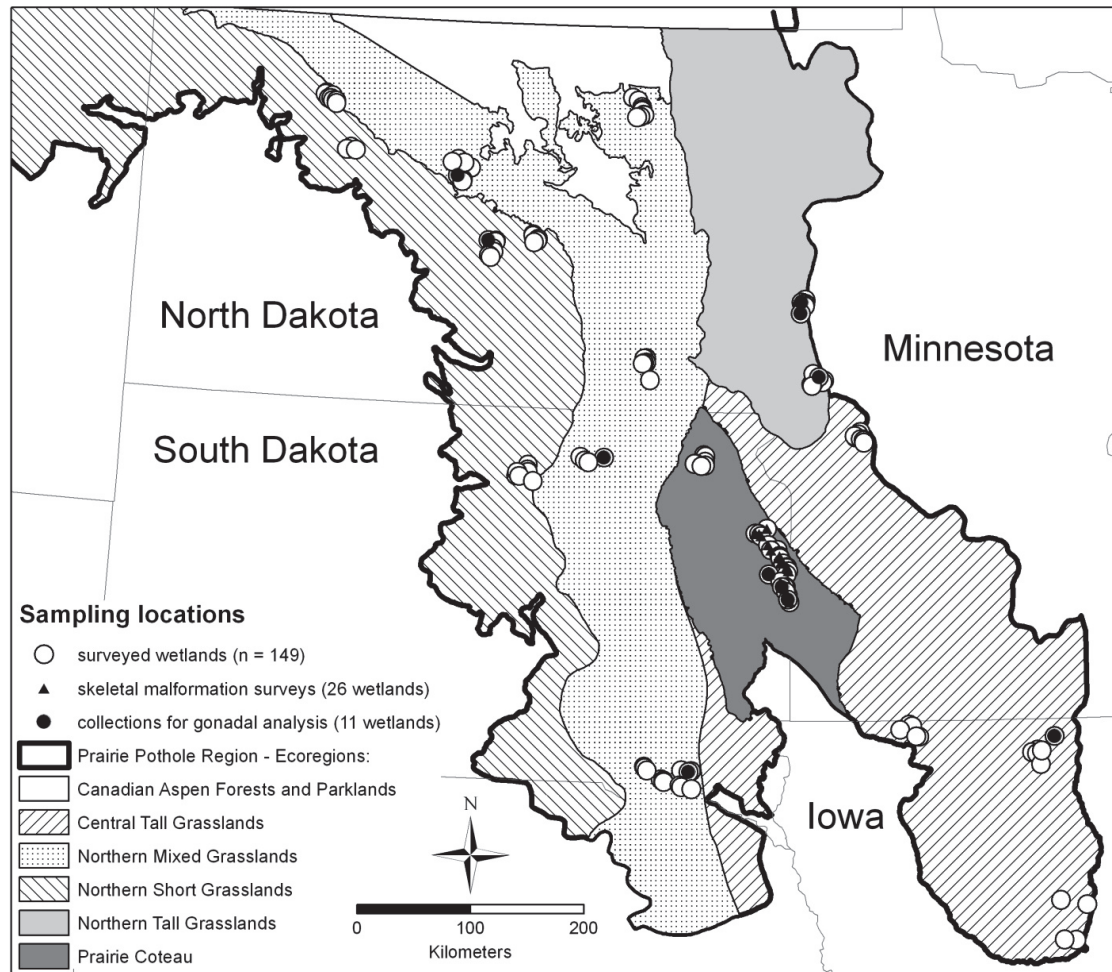 North Dakota
Minnesota
South Dakota
Iowa
Sampling locations
surveyed wetlands (n = 149)
skeletal malformation surveys (26 wetlands)
collections for gonadal analysis (11 wetlands)
Prairie Pothole Region - Ecoregions:
Canadian Aspen Forests and Parklands
Central Tall Grasslands
Northern Mixed Grasslands
Northern Short Grasslands
Northern Tall Grasslands
Prairie Coteau
N
0 100 200
Kilometers